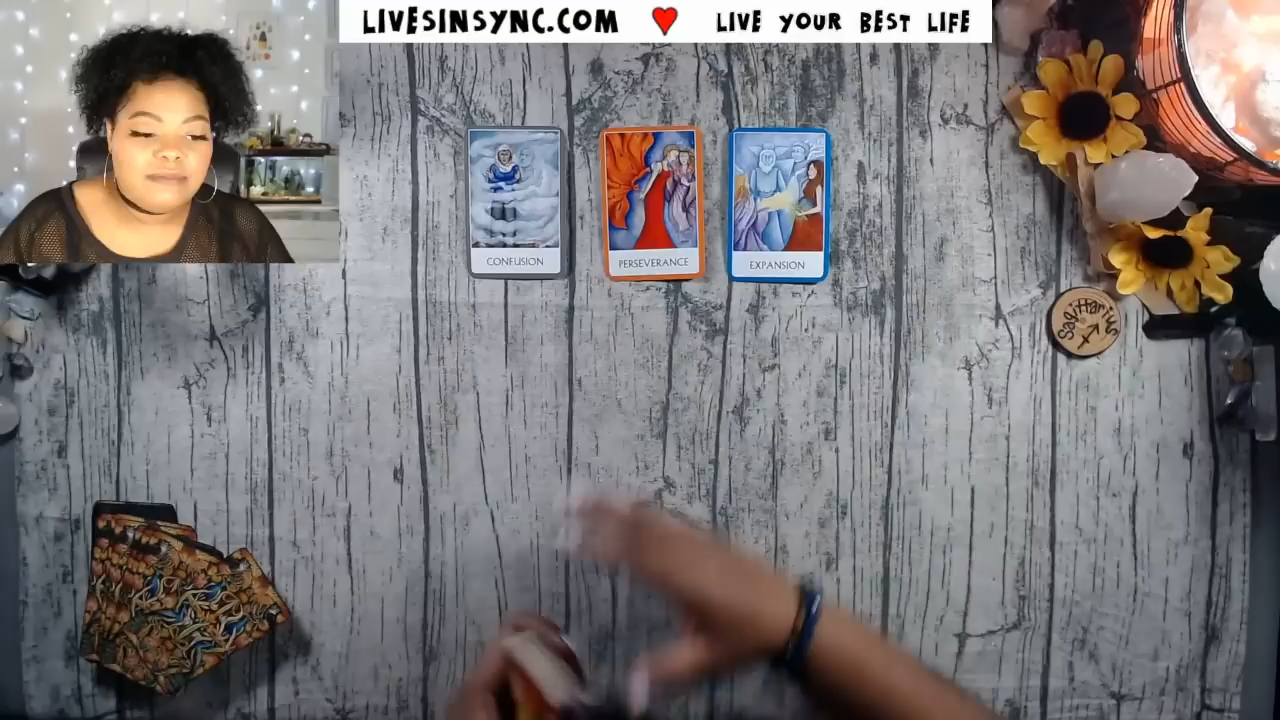 LIVESINSYNC.COM ♥ LIVE YOUR BEST LIFE
CONFUSION
PERSEVERANCE
EXPANSION
Sagittarius